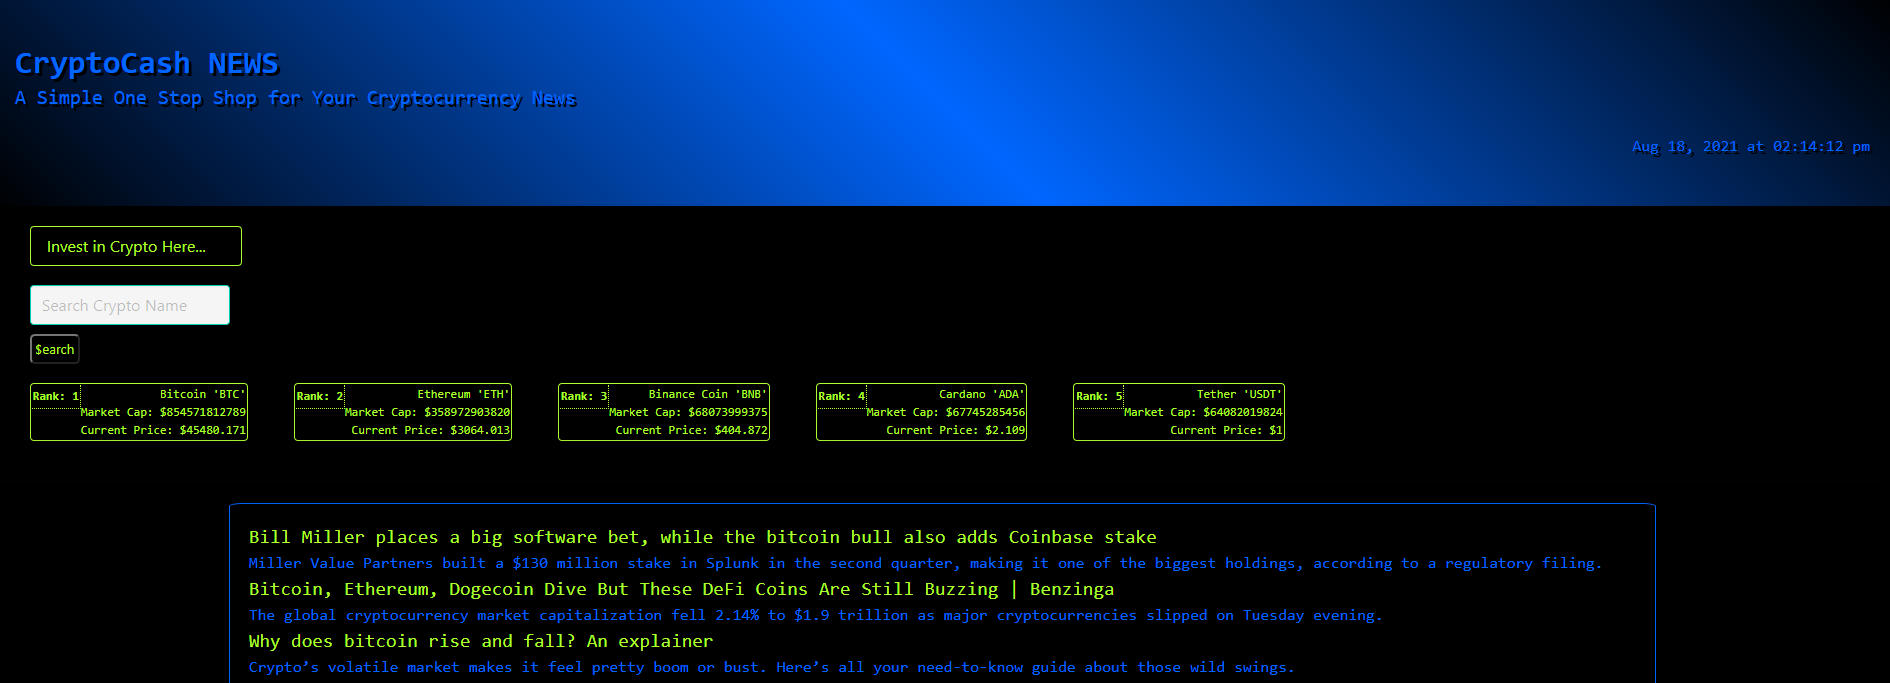 CryptoCash NEWS
A Simple One Stop Shop for Your Cryptocurrency News
Aug 18, 2021 at 02:14:12 pm
Invest in Crypto Here...
Search Crypto Name
$earch
Rank: 1 Bitcoin 'BTC'
Market Cap: $854571812789
Current Price: $45480.171
Rank: 2 Ethereum 'ETH'
Market Cap: $358972903820
Current Price: $3064.013
Rank: 3 Binance Coin 'BNB'
Market Cap: $68073999375
Current Price: $404.872
Rank: 4 Cardano 'ADA'
Market Cap: $67745285456
Current Price: $2.109
Rank: 5 Tether 'USDT'
Market Cap: $64082019824
Current Price: $1
Bill Miller places a big software bet, while the bitcoin bull also adds Coinbase stake
Miller Value Partners built a $130 million stake in Splunk in the second quarter, making it one of the biggest holdings, according to a regulatory filing.
Bitcoin, Ethereum, Dogecoin Dive But These DeFi Coins Are Still Buzzing | Benzinga
The global cryptocurrency market capitalization fell 2.14% to $1.9 trillion as major cryptocurrencies slipped on Tuesday evening.
Why does bitcoin rise and fall? An explainer
Crypto’s volatile market makes it feel pretty boom or bust. Here’s all your need-to-know guide about those wild swings.